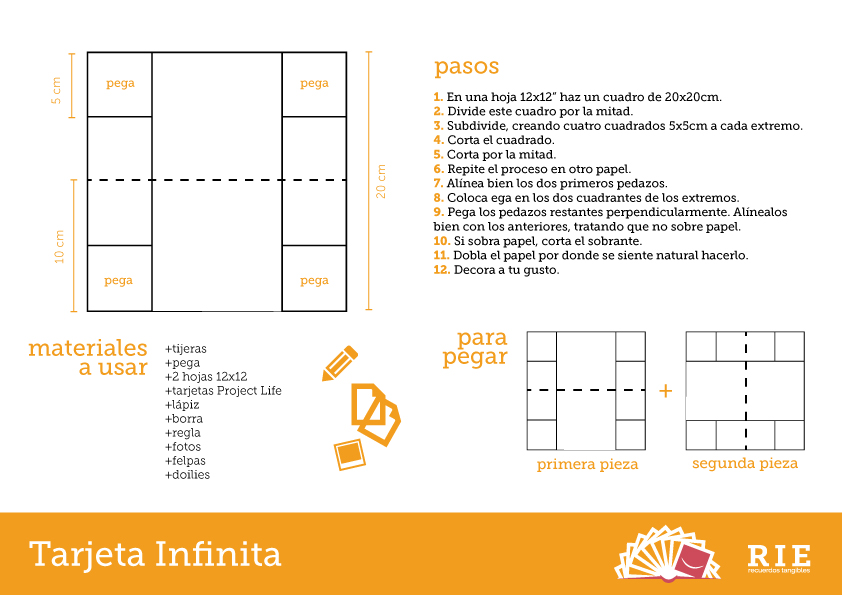 pega
pega
5 cm
20 cm
10 cm
pega
pega
pasos
1. En una hoja 12x12” haz un cuadro de 20x20cm.
2. Divide este cuadro por la mitad.
3. Subdivide, creando cuatro cuadrados 5x5cm a cada extremo.
4. Corta el cuadrado.
5. Corta por la mitad.
6. Repite el proceso en otro papel.
7. Alínea bien los dos primeros pedazos.
8. Coloca ega en los dos cuadrantes de los extremos.
9. Pega los pedazos restantes perpendicularmente. Alínealos
bien con los anteriores, tratando que no sobre papel.
10. Si sobra papel, corta el sobrante.
11. Dobla el papel por donde se siente natural hacerlo.
12. Decora a tu gusto.
materiales
a usar
+tijeras
+pega
+2 hojas 12x12
+tarjetas Project Life
+lápiz
+borra
+regla
+fotos
+felpas
+doilies
para
pegar
+
primera pieza
segunda pieza
Tarjeta Infinita
RIE
recuerdos tangibles